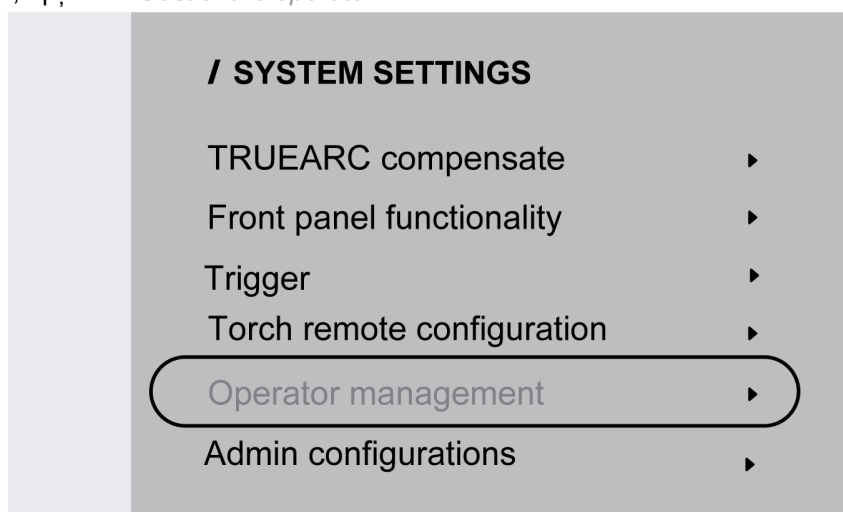 / SYSTEM SETTINGS
TRUEARC compensate
Front panel functionality
Trigger
Torch remote configuration
Operator management
Admin configurations